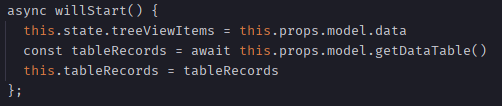 async willStart() {
  this.state.treeViewItems = this.props.model.data
  const tableRecords = await this.props.model.getDataTable()
  this.tableRecords = tableRecords
};